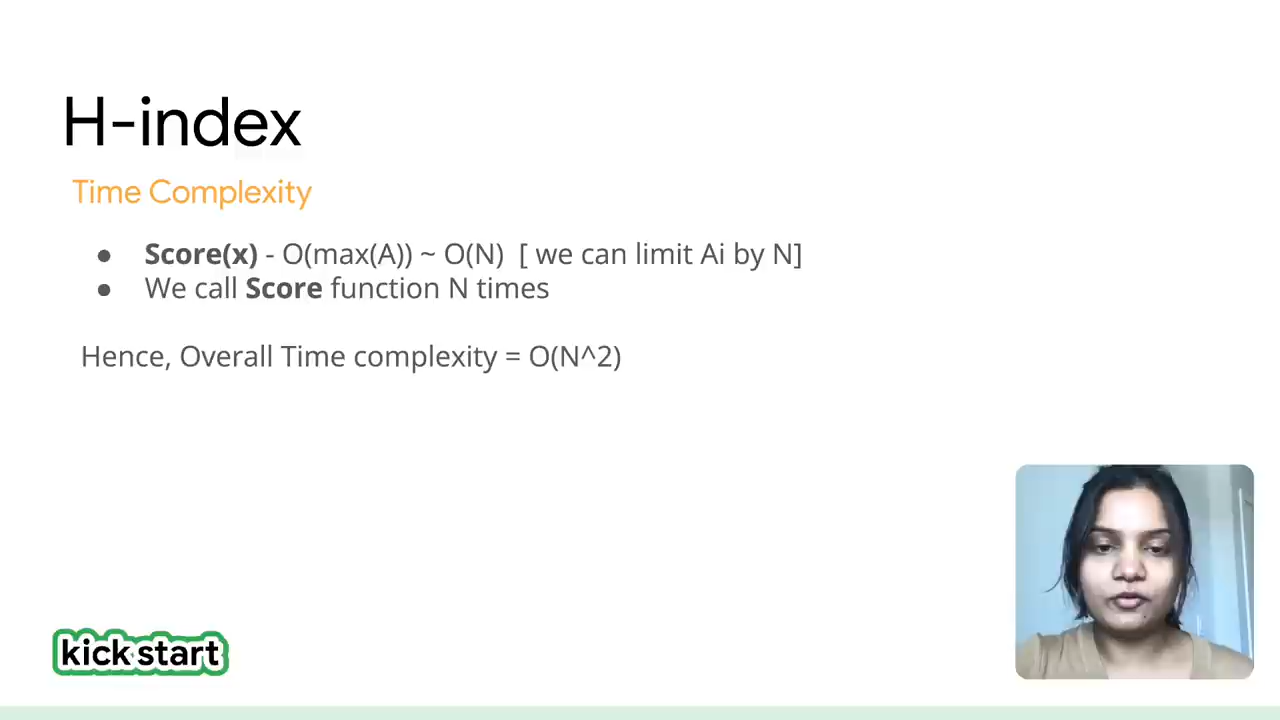 H-index
Time Complexity
● Score(x) - O(max(A)) ~ O(N) [ we can limit Ai by N]
● We call Score function N times
Hence, Overall Time complexity = O(N^2)
kick start